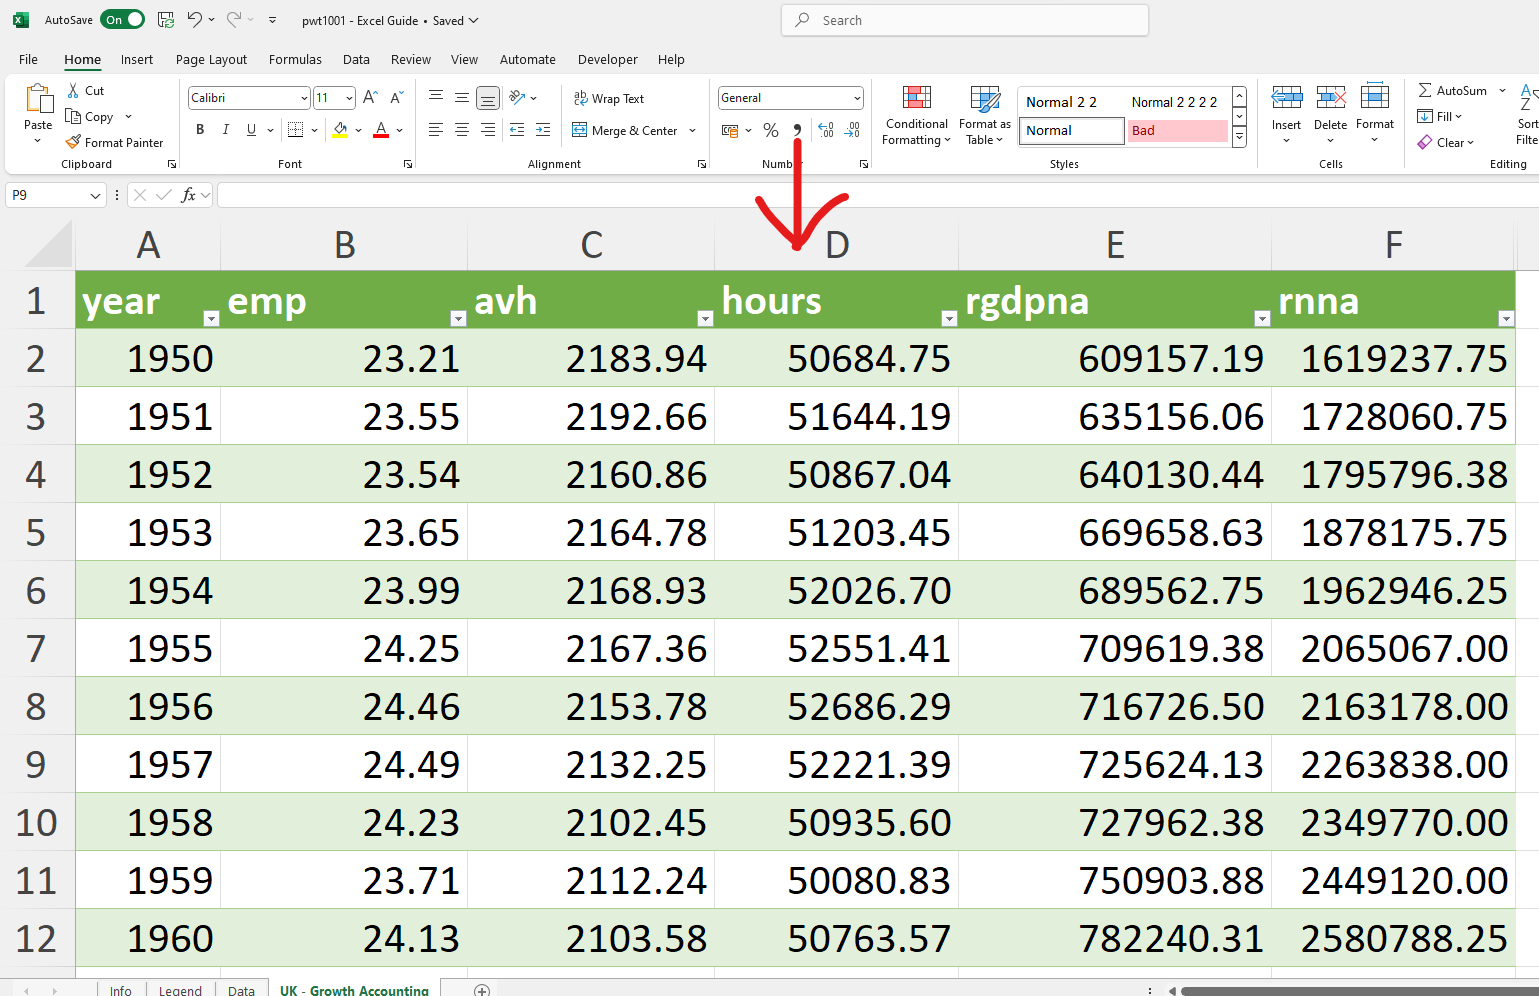 AutoSave On pwt1001 - Excel Guide • Saved Search
File Home Insert Page Layout Formulas Data Review View Automate Developer Help
Paste Cut Copy Format Painter
Clipboard
Calibri 11
B I U A
Font
Wrap Text
Merge & Center
Alignment
General
%
Number
Conditional Formatting
Format as Table
Normal 2 2 Normal 2 2 2 2
Normal Bad
Styles
Insert Delete Format
Cells
AutoSum
Fill
Clear
Editing
P9 fx
A B C D E F
1 year emp avh hours rgdpna rnna
2 1950 23.21 2183.94 50684.75 609157.19 1619237.75
3 1951 23.55 2192.66 51644.19 635156.06 1728060.75
4 1952 23.54 2160.86 50867.04 640130.44 1795796.38
5 1953 23.65 2164.78 51203.45 669658.63 1878175.75
6 1954 23.99 2168.93 52026.70 689562.75 1962946.25
7 1955 24.25 2167.36 52551.41 709619.38 2065067.00
8 1956 24.46 2153.78 52686.29 716726.50 2163178.00
9 1957 24.49 2132.25 52221.39 725624.13 2263838.00
10 1958 24.23 2102.45 50935.60 727962.38 2349770.00
11 1959 23.71 2112.24 50080.83 750903.88 2449120.00
12 1960 24.13 2103.58 50763.57 782240.31 2580788.25
Info Legend Data UK - Growth Accounting